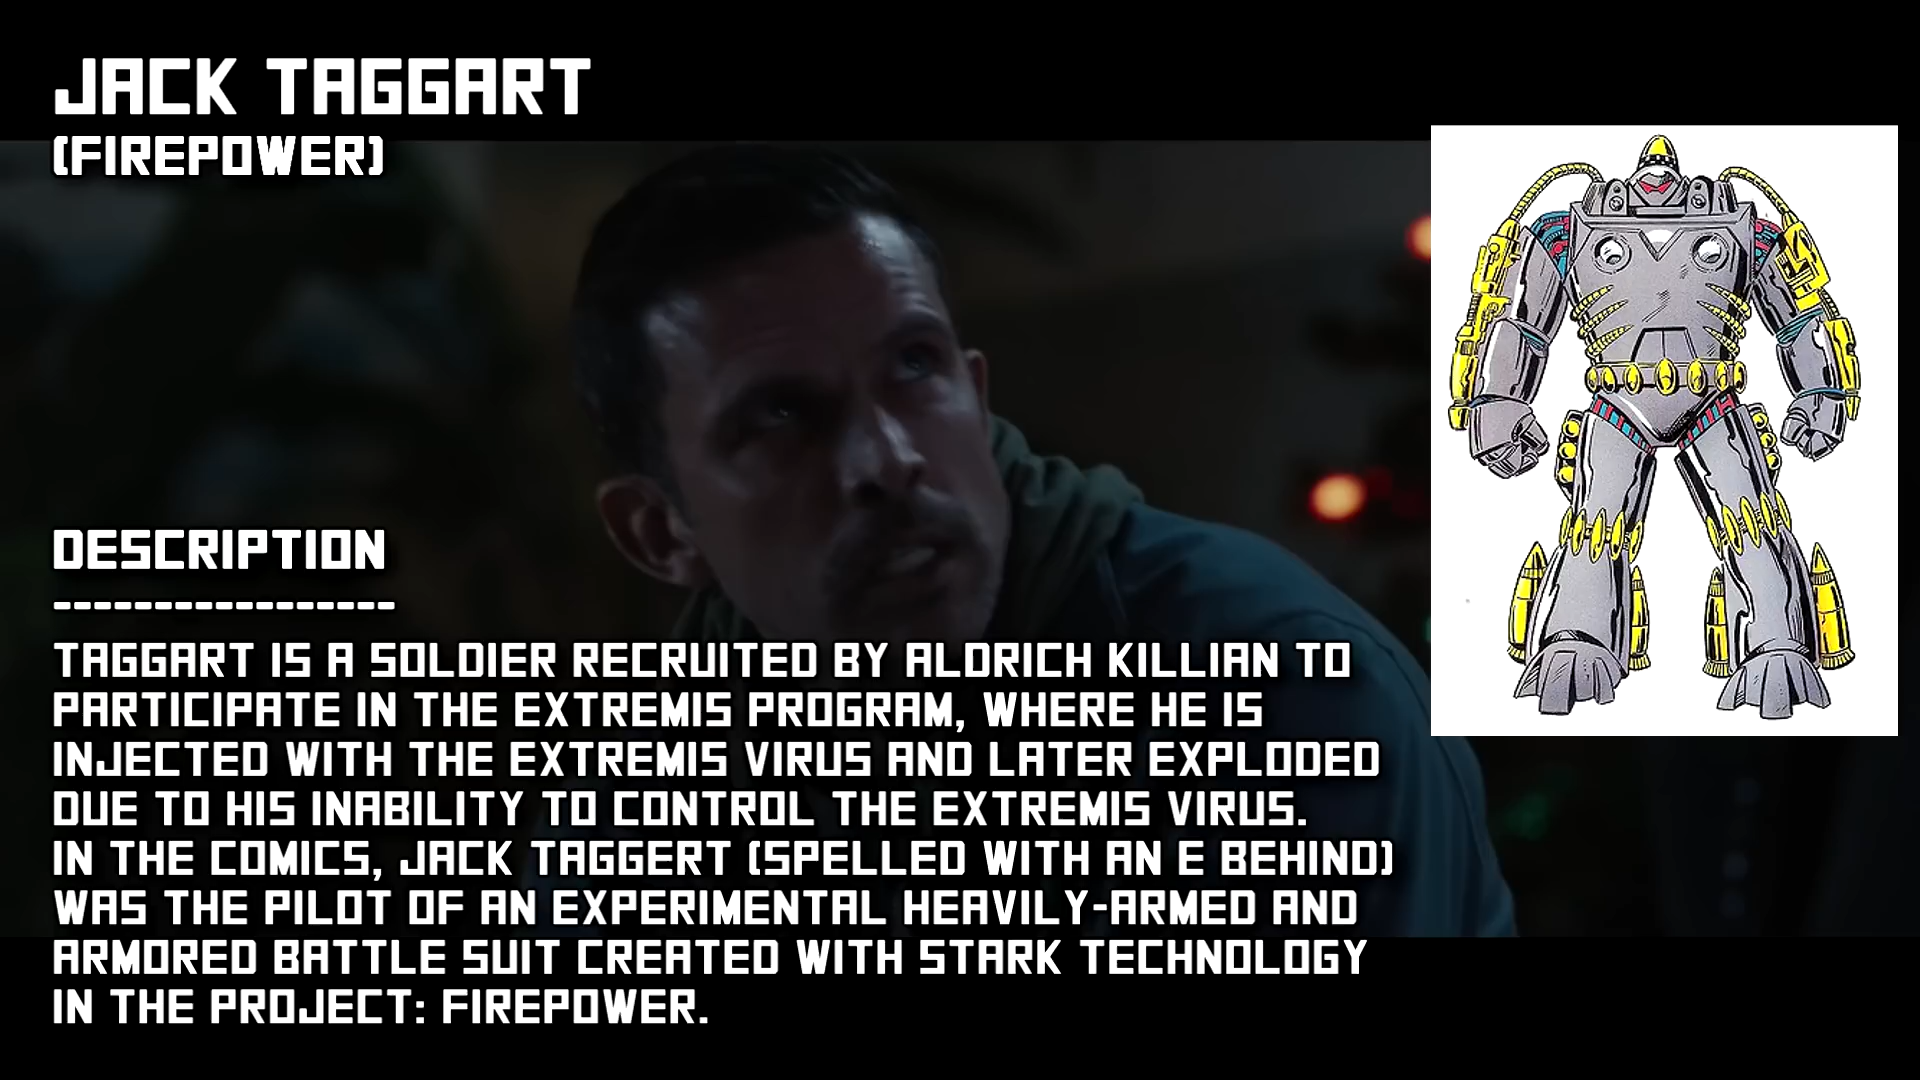 JACK TAGGART
(FIREPOWER)
DESCRIPTION
-----------------
TAGGART IS A SOLDIER RECRUITED BY ALDRICH KILLIAN TO
PARTICIPATE IN THE EXTREMIS PROGRAM, WHERE HE IS
INJECTED WITH THE EXTREMIS VIRUS AND LATER EXPLODED
DUE TO HIS INABILITY TO CONTROL THE EXTREMIS VIRUS.
IN THE COMICS, JACK TAGGERT (SPELLED WITH AN E BEHIND)
WAS THE PILOT OF AN EXPERIMENTAL HEAVILY-ARMED AND
ARMORED BATTLE SUIT CREATED WITH STARK TECHNOLOGY
IN THE PROJECT: FIREPOWER.